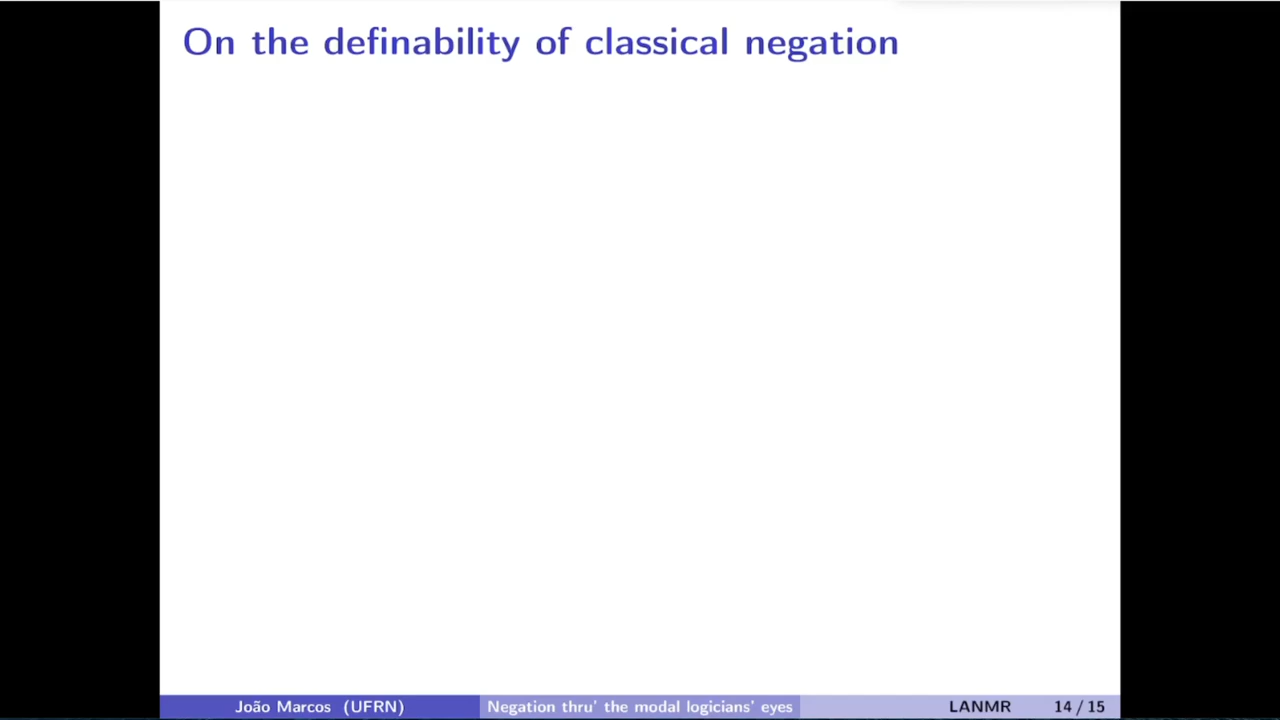 On the definability of classical negation
João Marcos (UFRN) Negation thru' the modal logicians' eyes LANMR 14 / 15